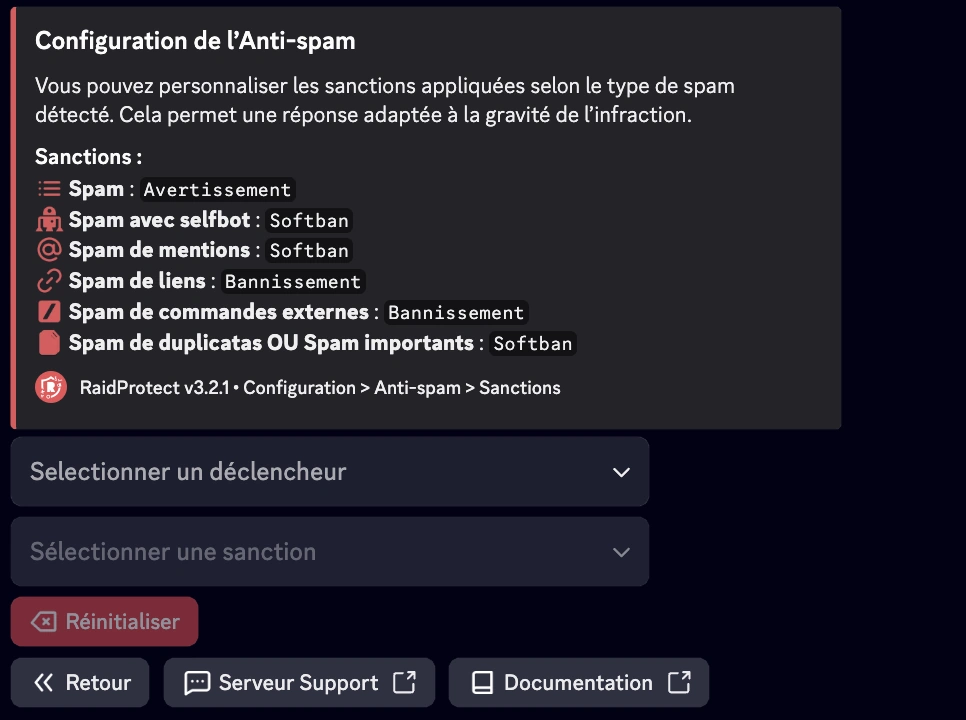 Configuration de l’Anti-spam
Vous pouvez personnaliser les sanctions appliquées selon le type de spam
détecté. Cela permet une réponse adaptée à la gravité de l’infraction.
Sanctions :
Spam : Avertissement
Spam avec selfbot : Softban
Spam de mentions : Softban
Spam de liens : Bannissement
Spam de commandes externes : Bannissement
Spam de duplicatas OU Spam importants : Softban
RaidProtect v3.2.1 • Configuration > Anti-spam > Sanctions
Selectionner un déclencheur
Sélectionner une sanction
Réinitialiser
Retour Serveur Support Documentation